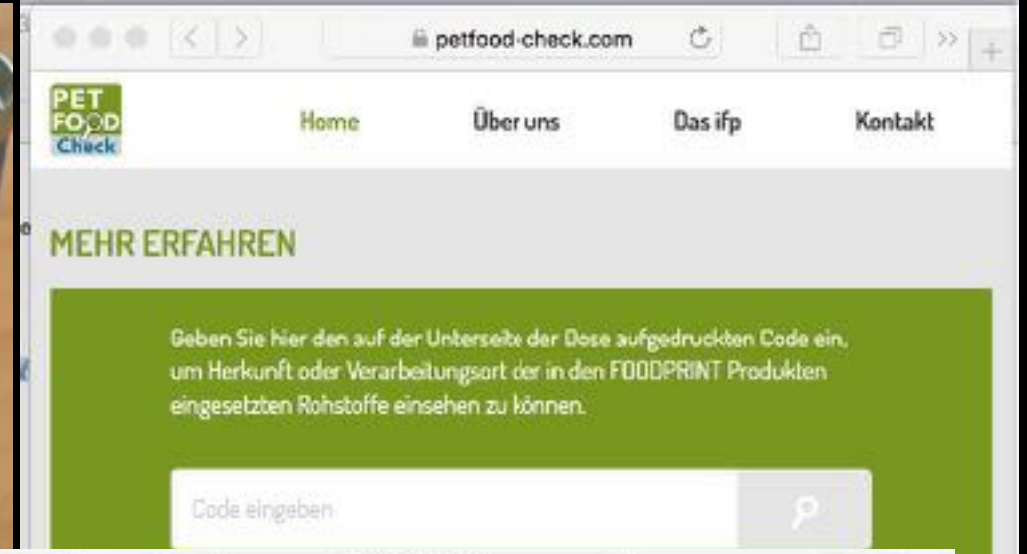 petfood-check.com
PET
FOOD
Check
Home Über uns Das ifp Kontakt
MEHR ERFAHREN
Geben Sie hier den auf der Unterseite der Dose aufgedruckten Code ein,
um Herkunft oder Verarbeitungsort der in den FOODPRINT Produkten
eingesetzten Rohstoffe einsehen zu können.
Code eingeben